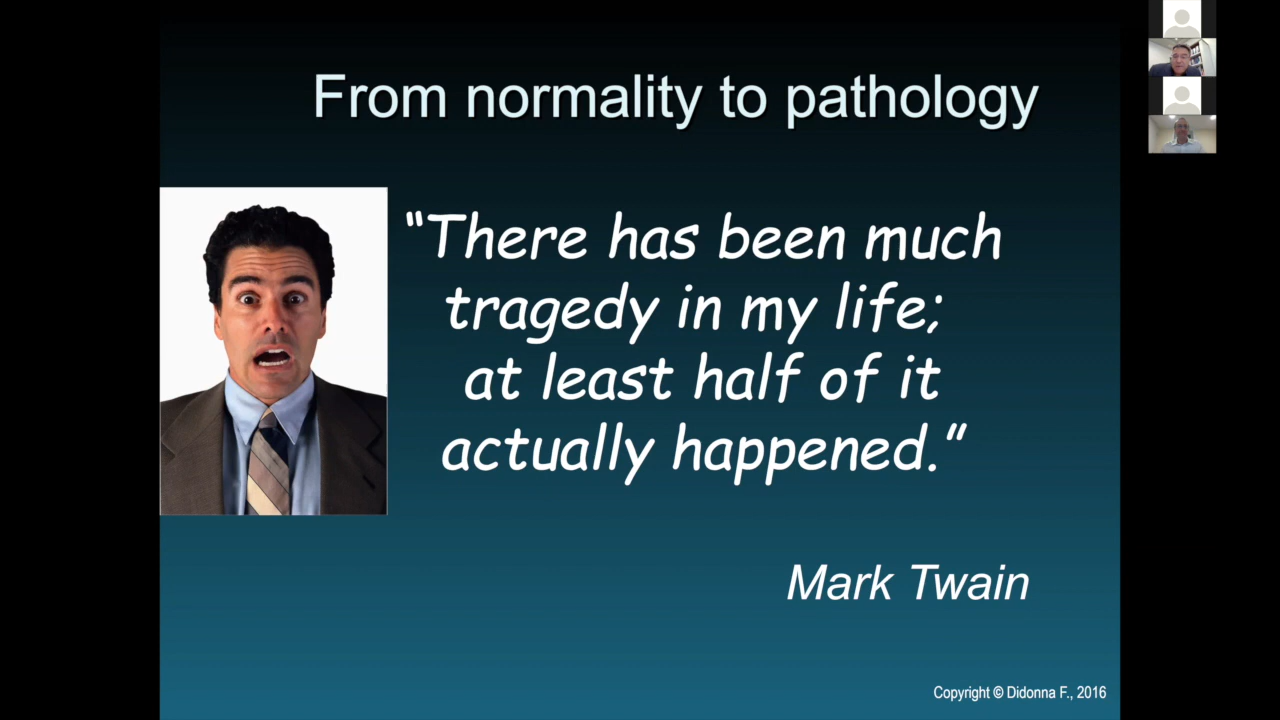 From normality to pathology
“There has been much
tragedy in my life;
at least half of it
actually happened.”
Mark Twain
Copyright © Didonna F., 2016